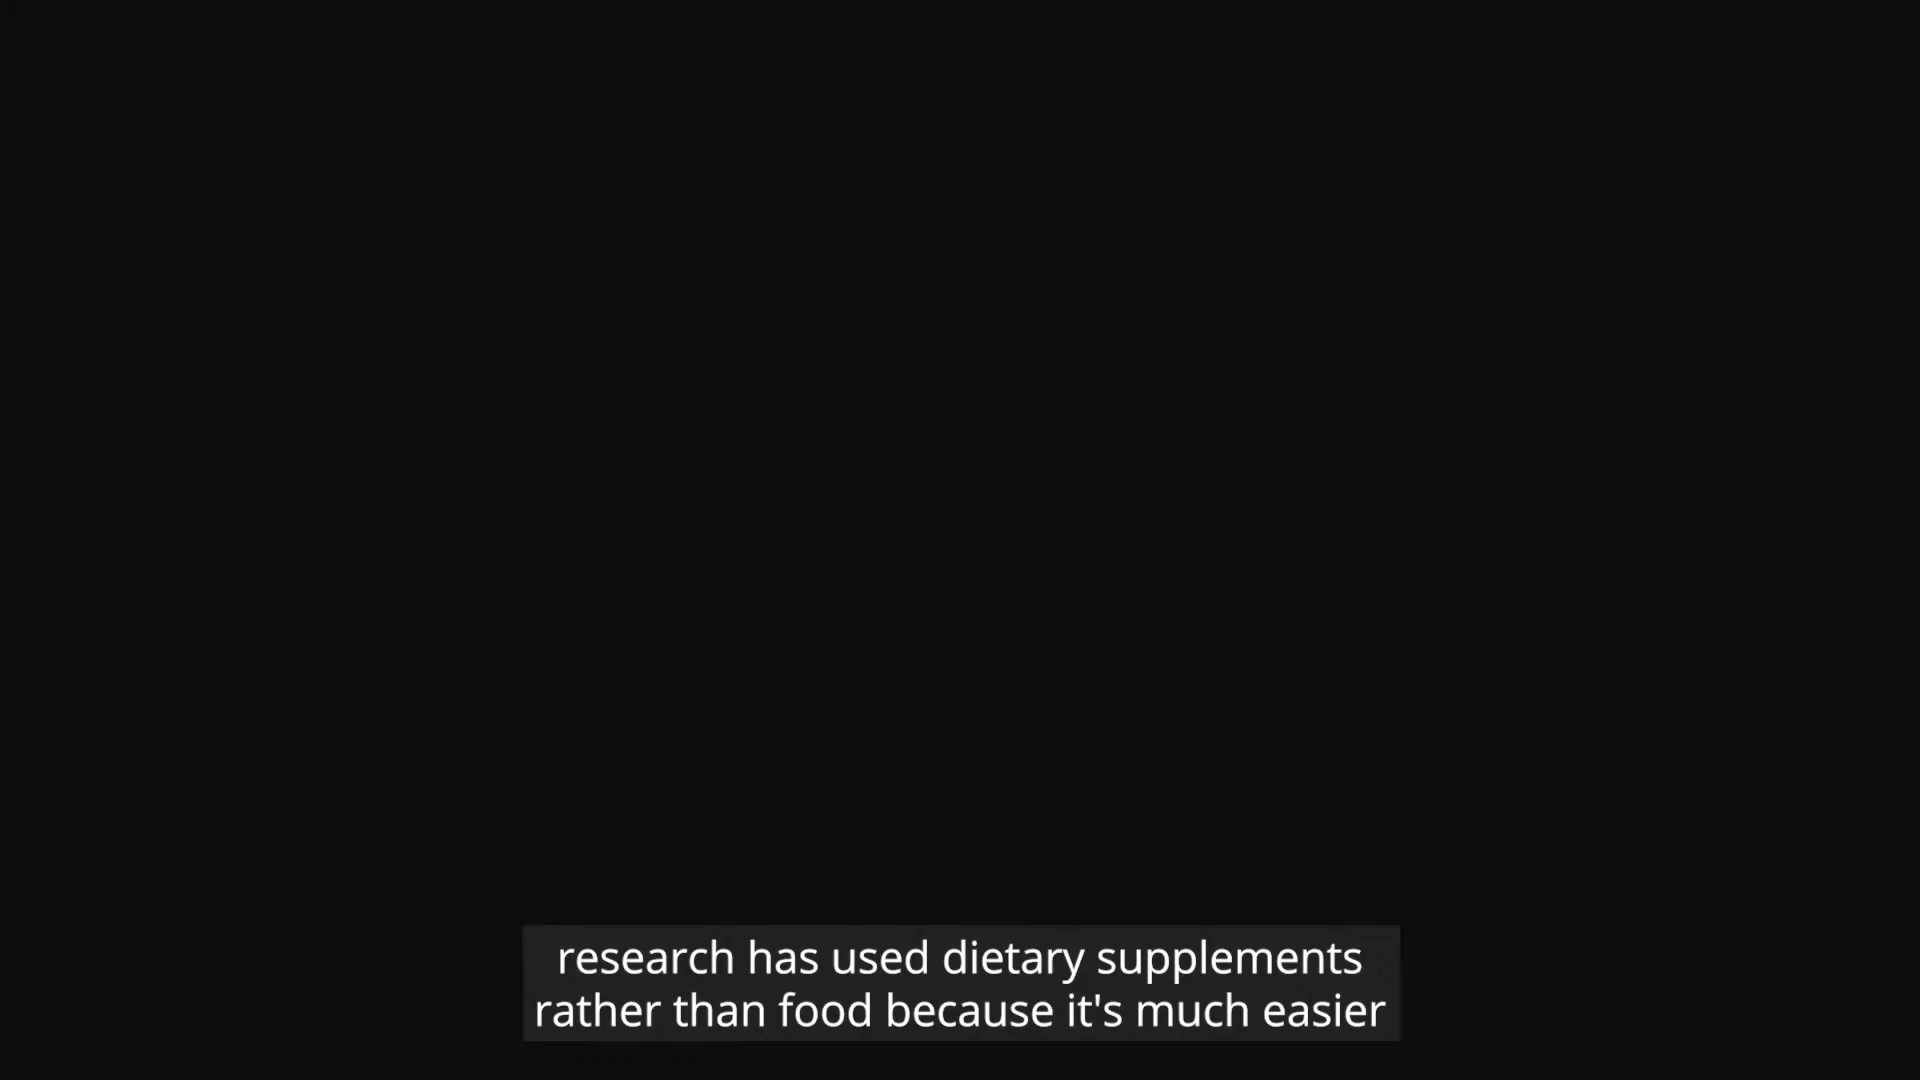 research has used dietary supplements
rather than food because it's much easier